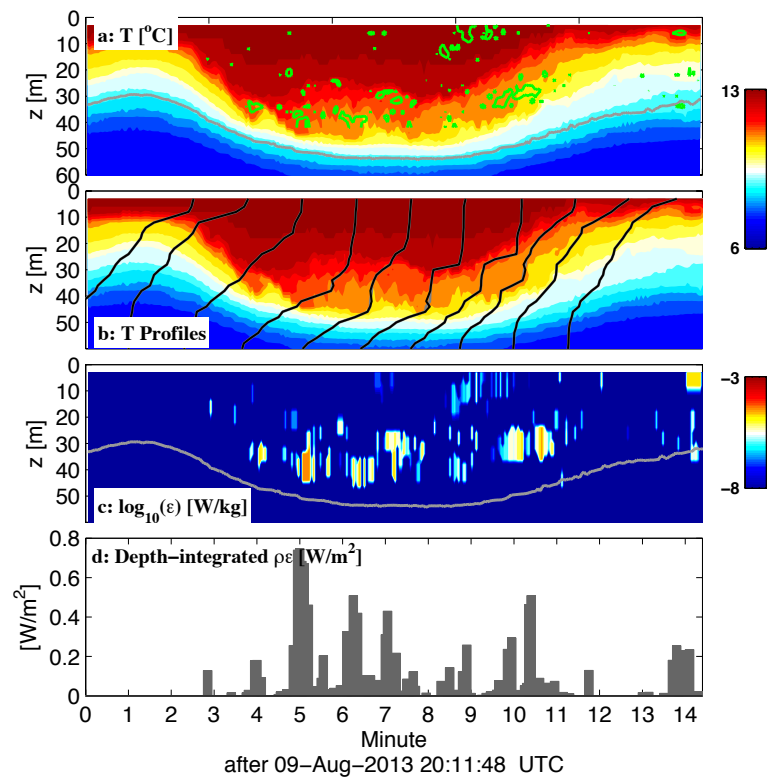 0
10
20
30
40
50
60
z [m]
a: T [°C]
13
6
0
10
20
30
40
50
z [m]
b: T Profiles
0
10
20
30
40
50
z [m]
c: log10(ε) [W/kg]
−3
−8
d: Depth−integrated ρε [W/m²]
0.8
0.6
0.4
0.2
0
[W/m²]
0 1 2 3 4 5 6 7 8 9 10 11 12 13 14
Minute
after 09−Aug−2013 20:11:48 UTC